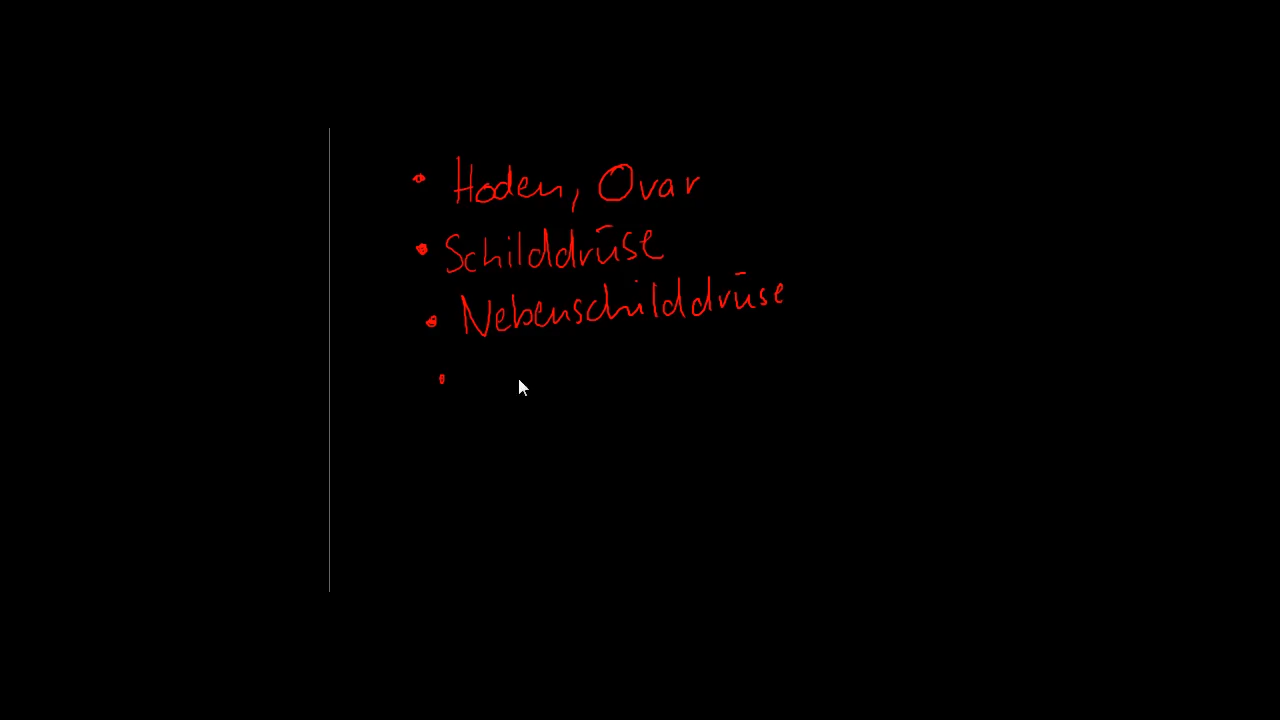 • Hoden, Ovar
• Schilddrüse
• Nebenschilddrüse
•